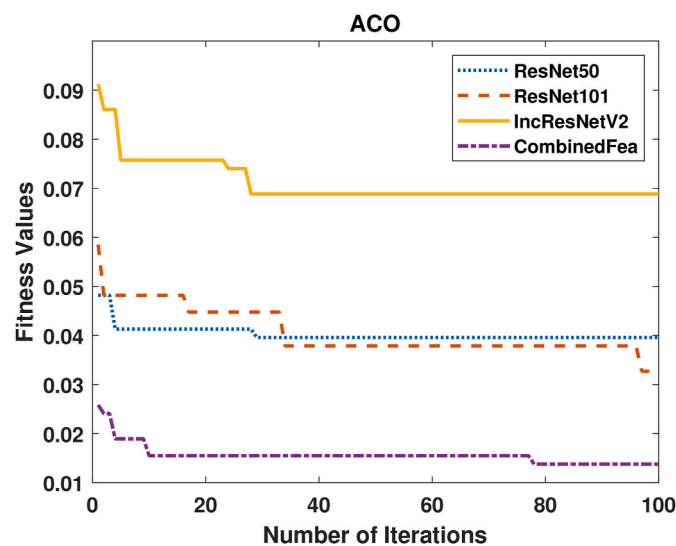 ACO
ResNet50
ResNet101
IncResNetV2
CombinedFea
Fitness Values
0.09
0.08
0.07
0.06
0.05
0.04
0.03
0.02
0.01
0 20 40 60 80 100
Number of Iterations